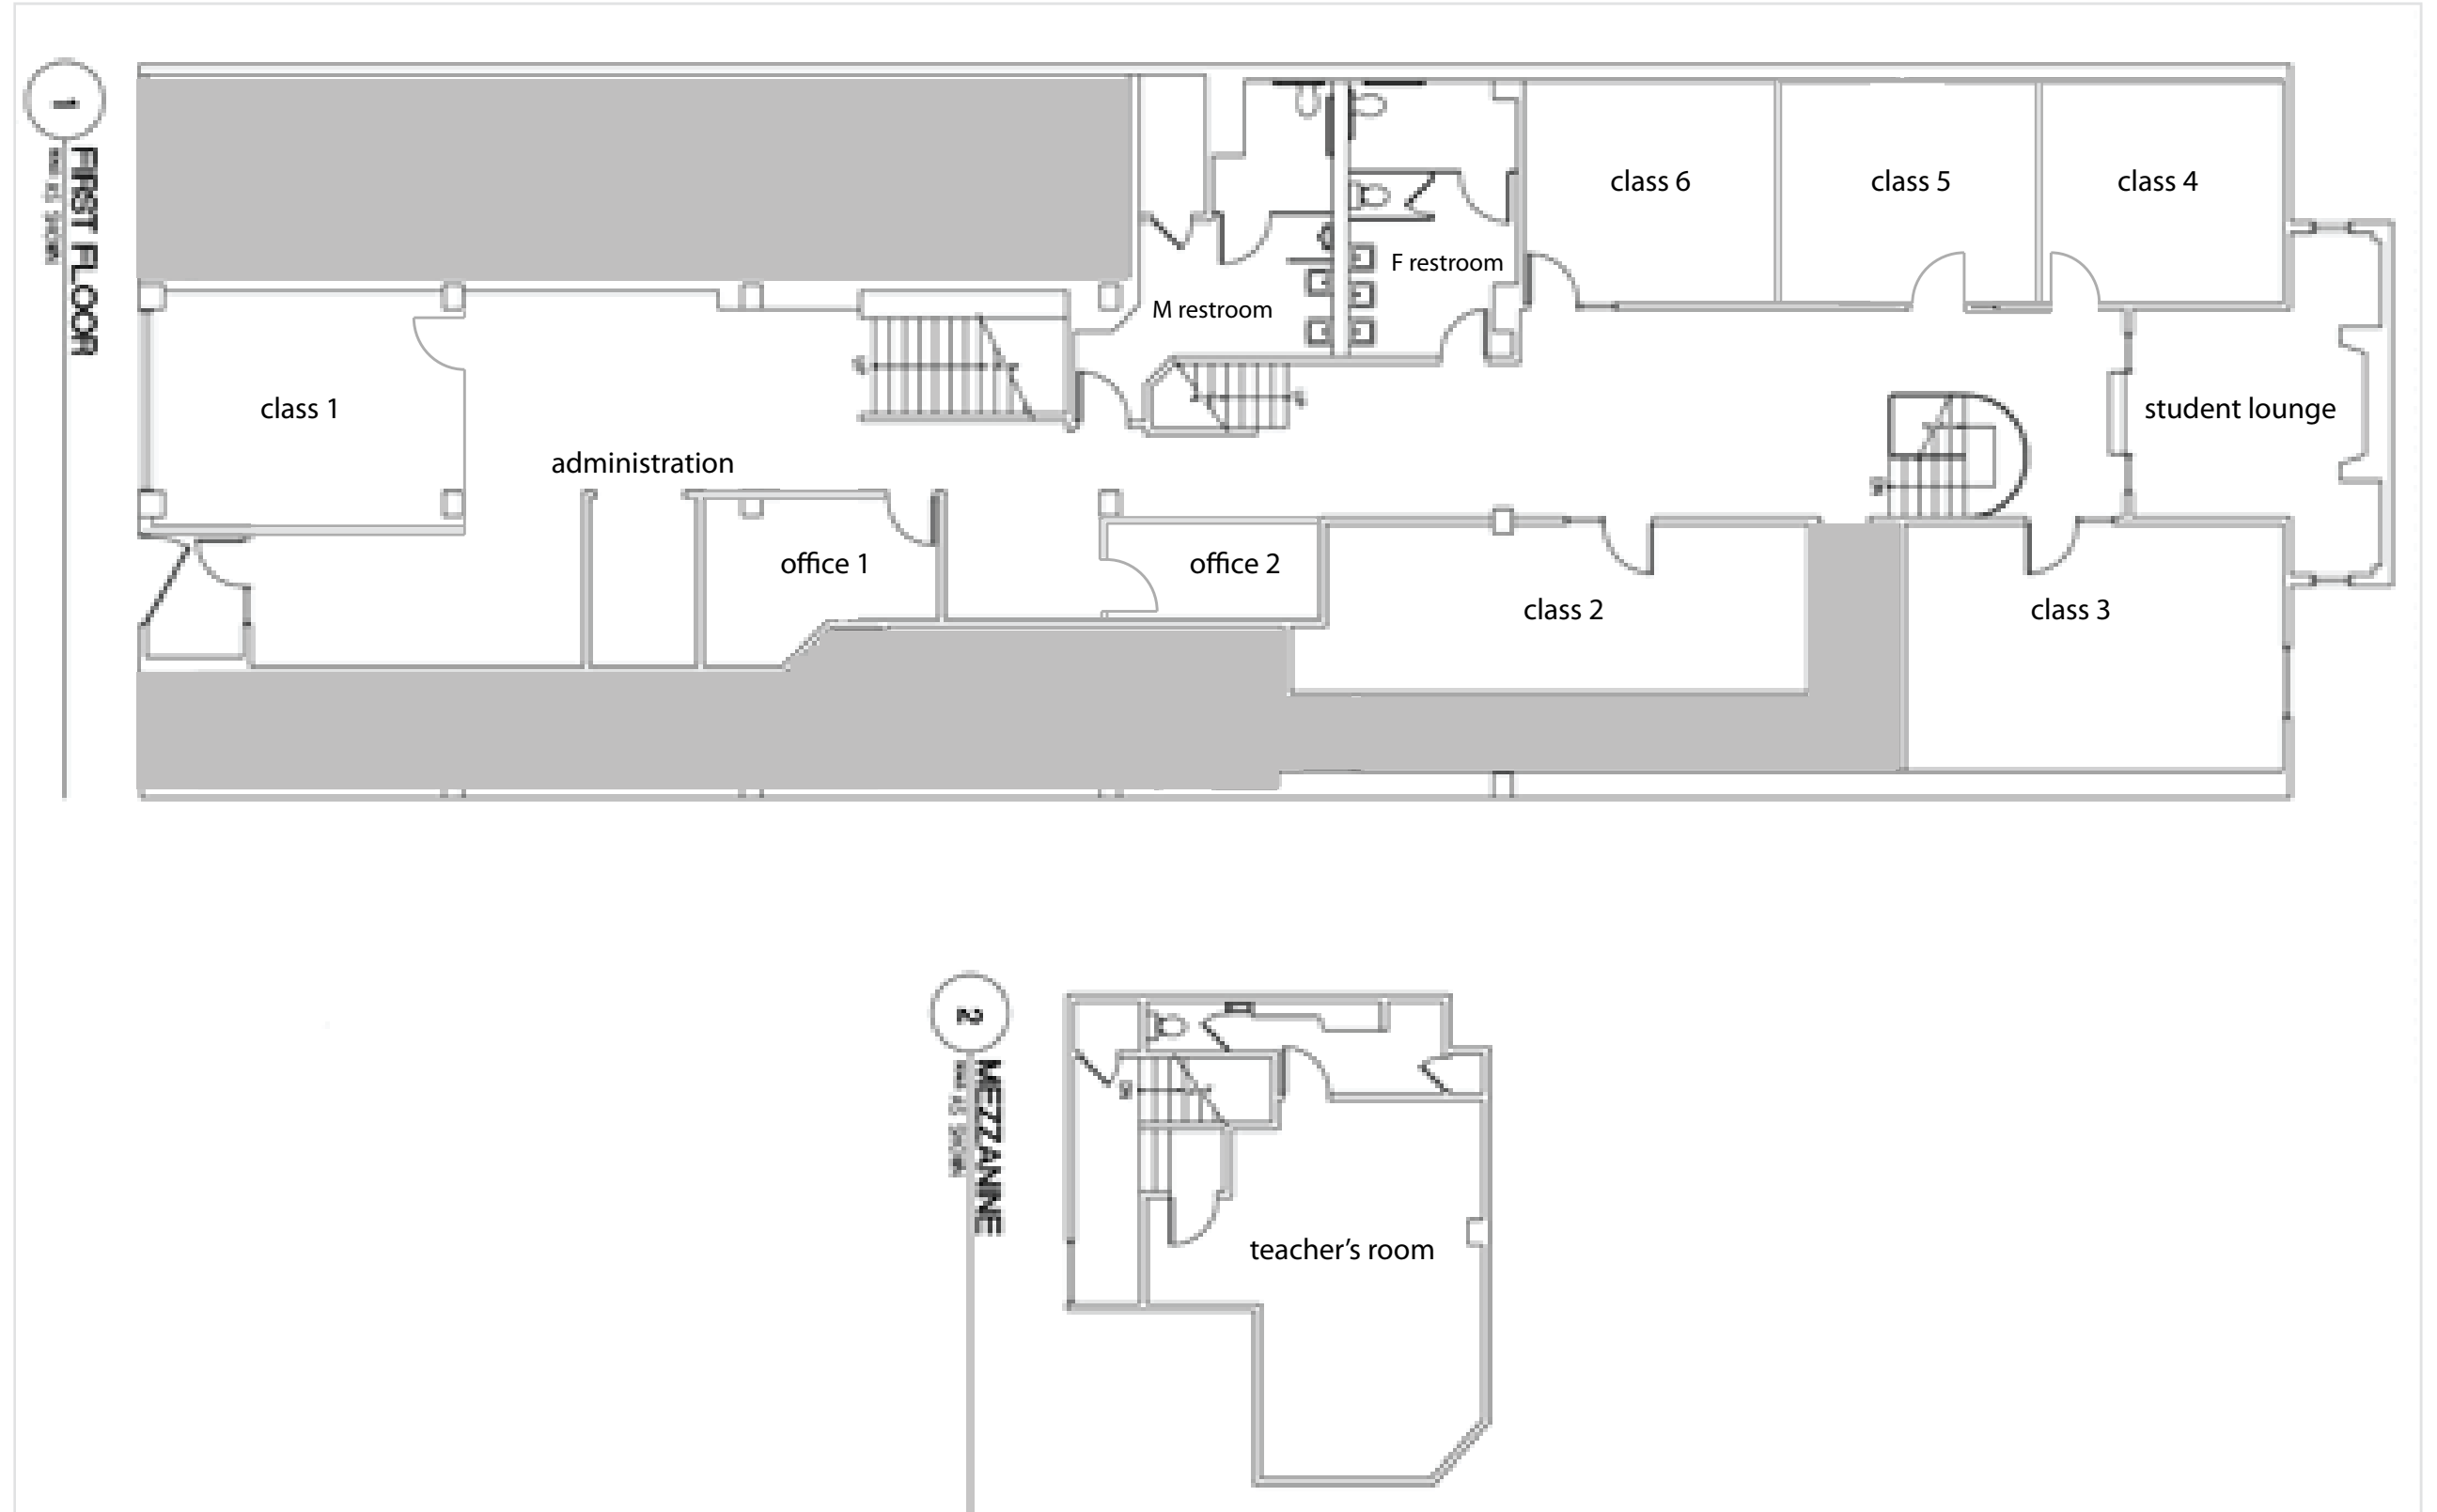 1
FIRST FLOOR
class 6
class 5
class 4
F restroom
M restroom
class 1
student lounge
administration
office 1
office 2
class 2
class 3
2
MEZZANINE
teacher’s room